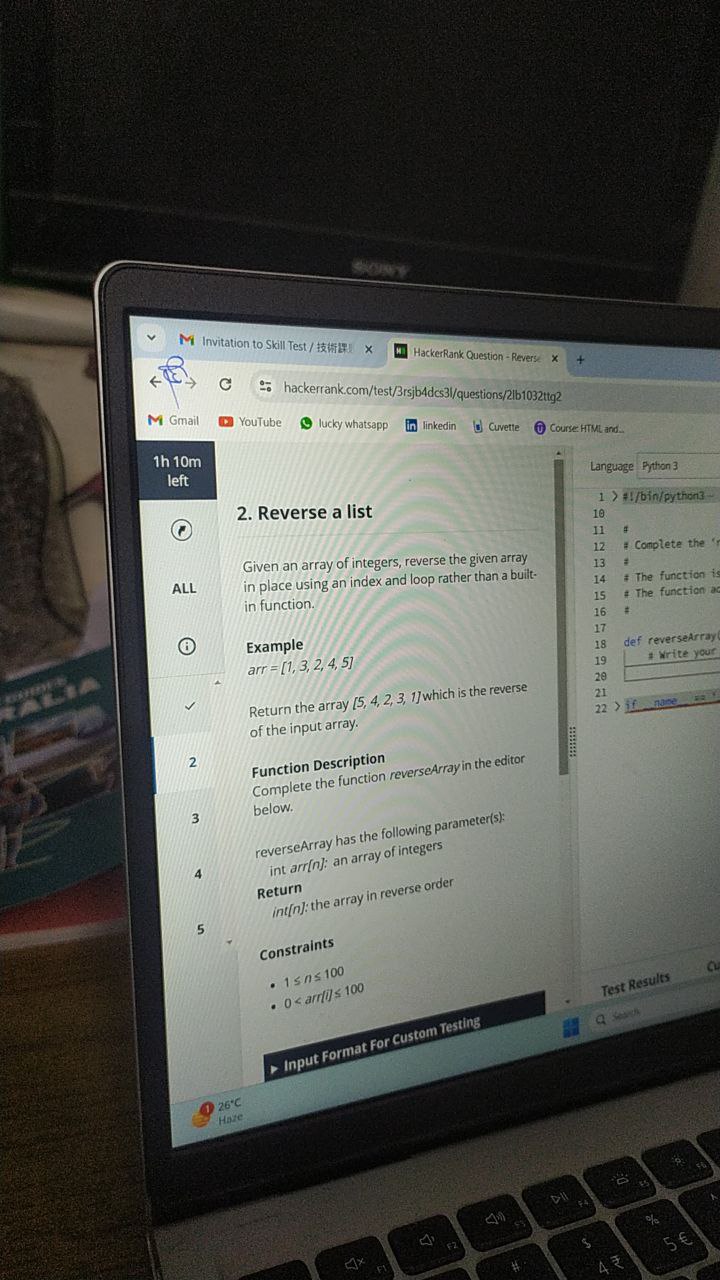 SONY
Invitation to Skill Test / 技術課
HackerRank Question - Reverse
hackerrank.com/test/3rsjb4dcs3l/questions/2lb1032ttg2
Gmail
YouTube
lucky whatsapp
linkedin
Cuvette
Course: HTML and...
1h 10m
left
ALL
2
3
4
5
2. Reverse a list
Given an array of integers, reverse the given array
in place using an index and loop rather than a built-
in function.
Example
arr = [1, 3, 2, 4, 5]
Return the array [5, 4, 2, 3, 1] which is the reverse
of the input array.
Function Description
Complete the function reverseArray in the editor
below.
reverseArray has the following parameter(s):
int arr[n]: an array of integers
Return
int[n]: the array in reverse order
Constraints
• 1 ≤ n ≤ 100
• 0 < arr[i] ≤ 100
▸ Input Format For Custom Testing
Language Python 3
1 #!/bin/python3
10
11 #
12 # Complete the 'r
13 #
14 # The function is
15 # The function ac
16 #
17
18 def reverseArray(
19 # Write your
20
21
22 if __name__ ==
Test Results Cu
Search
1
26°C
Haze
RALIA
F1
F2
F3
F4
F5
F6
#
$
4 ₹
%
5 €